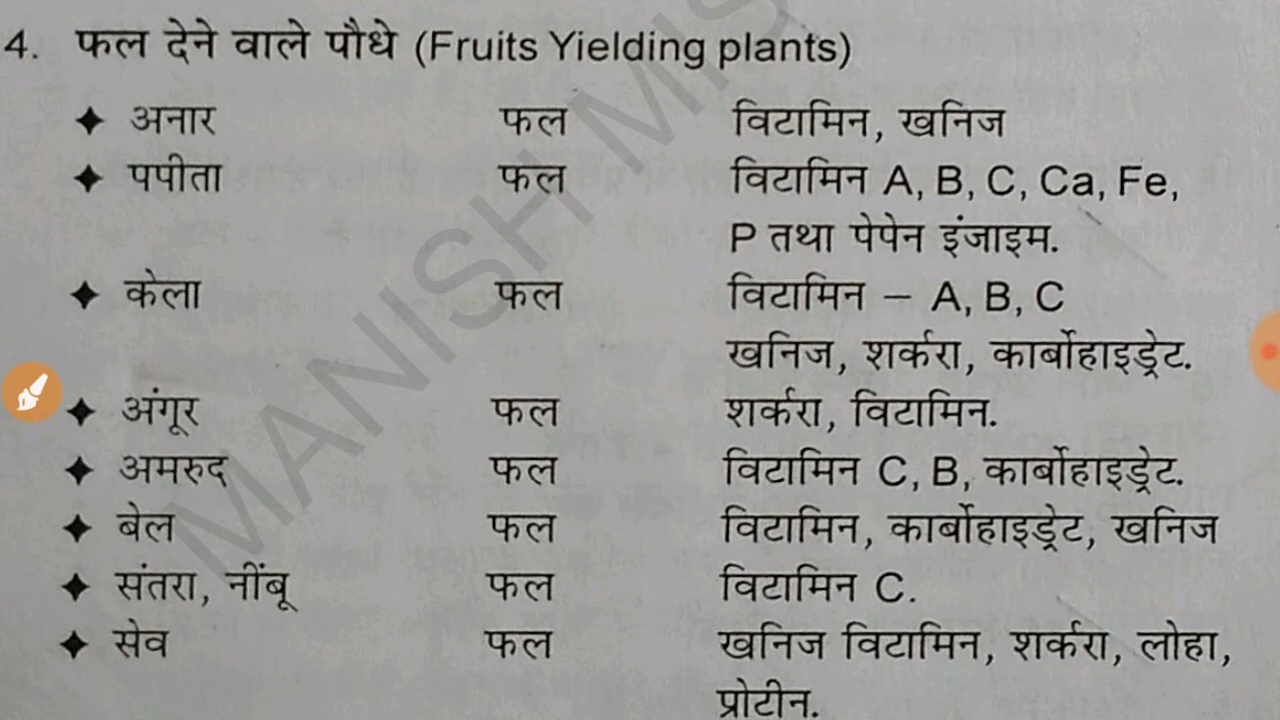 4. फल देने वाले पौधे (Fruits Yielding plants)
✦ अनार फल विटामिन, खनिज
✦ पपीता फल विटामिन A, B, C, Ca, Fe,
P तथा पेपेन इंजाइम.
✦ केला फल विटामिन – A, B, C
खनिज, शर्करा, कार्बोहाइड्रेट.
✦ अंगूर फल शर्करा, विटामिन.
✦ अमरुद फल विटामिन C, B, कार्बोहाइड्रेट.
✦ बेल फल विटामिन, कार्बोहाइड्रेट, खनिज
✦ संतरा, नींबू फल विटामिन C.
✦ सेव फल खनिज विटामिन, शर्करा, लोहा,
प्रोटीन.
MANISH